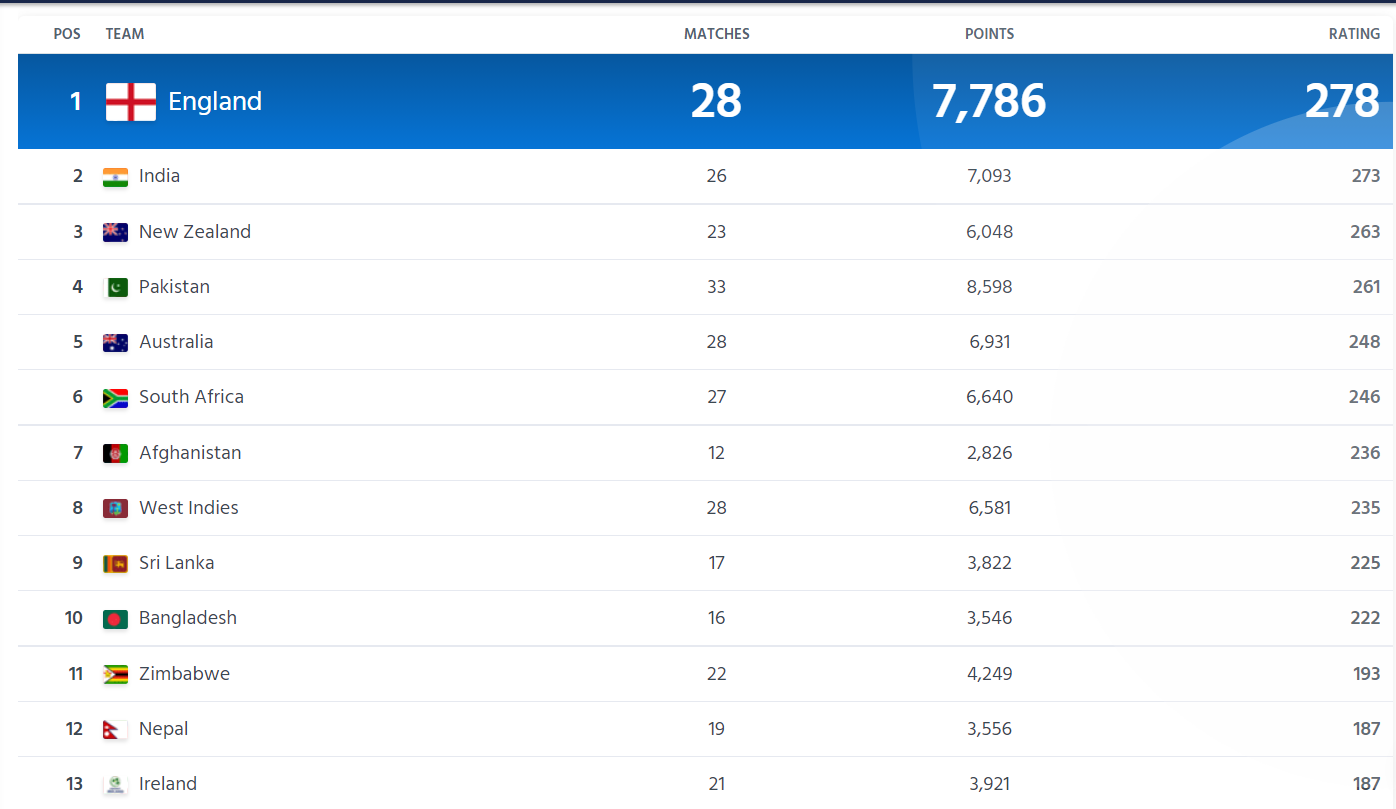 POS TEAM MATCHES POINTS RATING
1 England 28 7,786 278
2 India 26 7,093 273
3 New Zealand 23 6,048 263
4 Pakistan 33 8,598 261
5 Australia 28 6,931 248
6 South Africa 27 6,640 246
7 Afghanistan 12 2,826 236
8 West Indies 28 6,581 235
9 Sri Lanka 17 3,822 225
10 Bangladesh 16 3,546 222
11 Zimbabwe 22 4,249 193
12 Nepal 19 3,556 187
13 Ireland 21 3,921 187